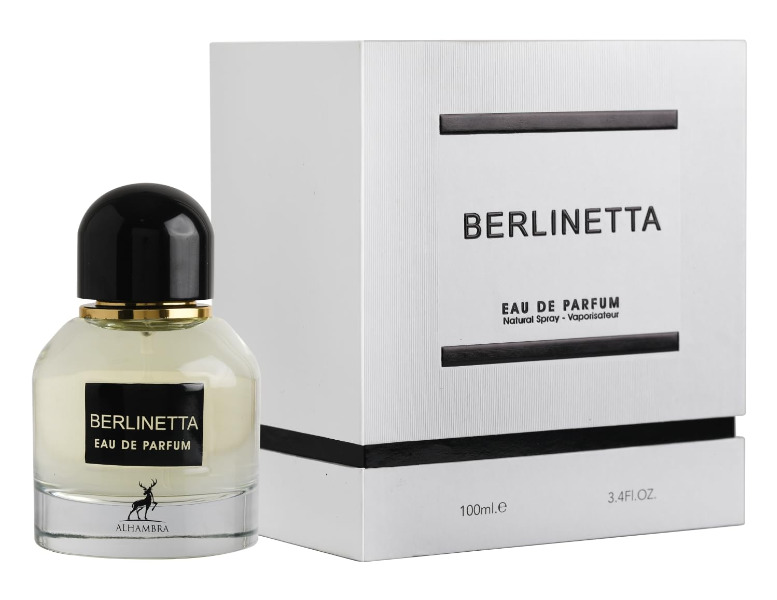 BERLINETTA
EAU DE PARFUM
Natural Spray - Vaporisateur
100ml.e 3.4Fl.OZ.
BERLINETTA
EAU DE PARFUM
ALHAMBRA